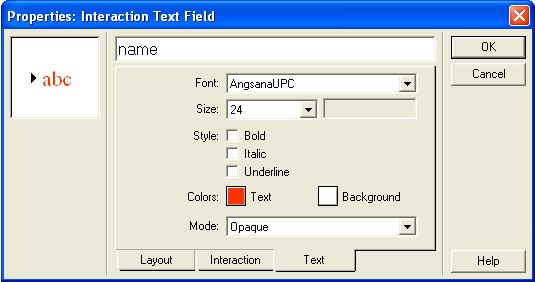 Properties: Interaction Text Field
abc
name
OK
Cancel
Font: AngsanaUPC
Size: 24
Style: Bold
Italic
Underline
Colors: Text Background
Mode: Opaque
Layout Interaction Text
Help